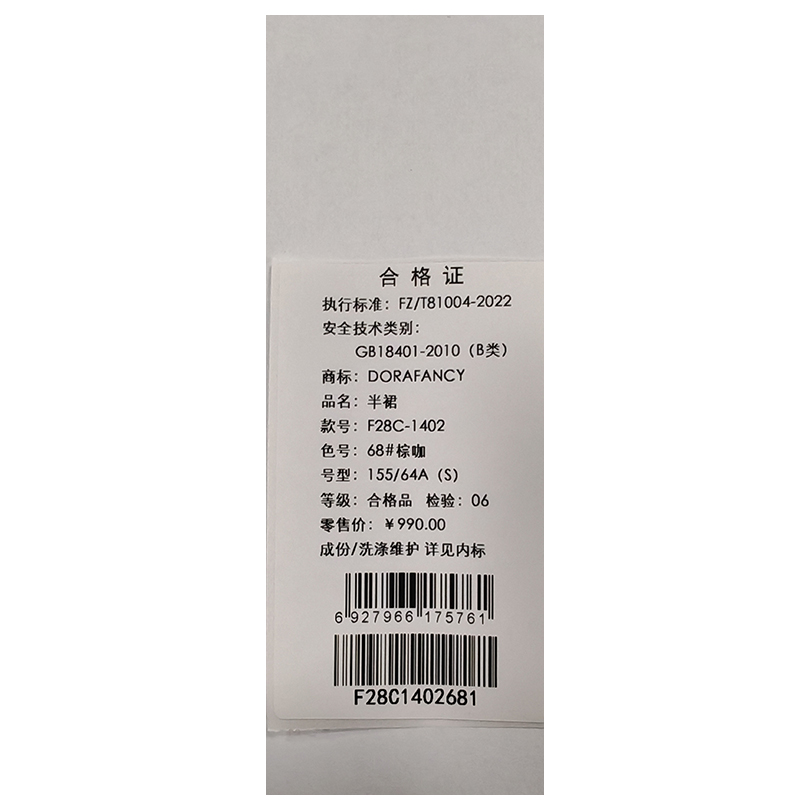 合格证
执行标准：FZ/T81004-2022
安全技术类别：
GB18401-2010（B类）
商标：DORAFANCY
品名：半裙
款号：F28C-1402
色号：68#棕咖
号型：155/64A（S）
等级：合格品 检验：06
零售价：￥990.00
成份/洗涤维护 详见内标
6 927966 175761
F28C1402681